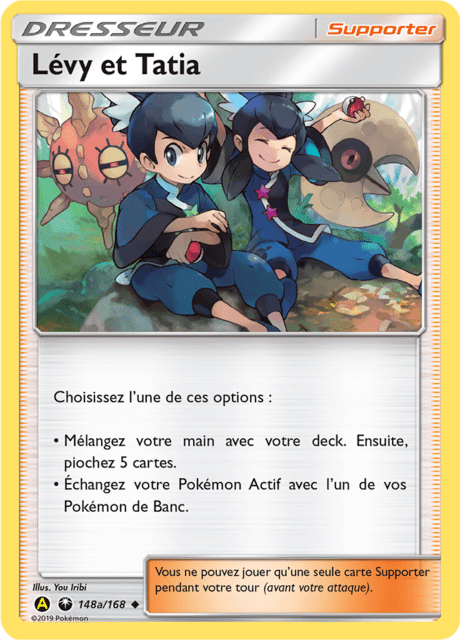 DRESSEUR
Supporter
Lévy et Tatia
Choisissez l'une de ces options :
• Mélangez votre main avec votre deck. Ensuite,
piochez 5 cartes.
• Échangez votre Pokémon Actif avec l'un de vos
Pokémon de Banc.
Vous ne pouvez jouer qu'une seule carte Supporter
pendant votre tour (avant votre attaque).
Illus. You Iribi
A 148a/168
©2019 Pokémon